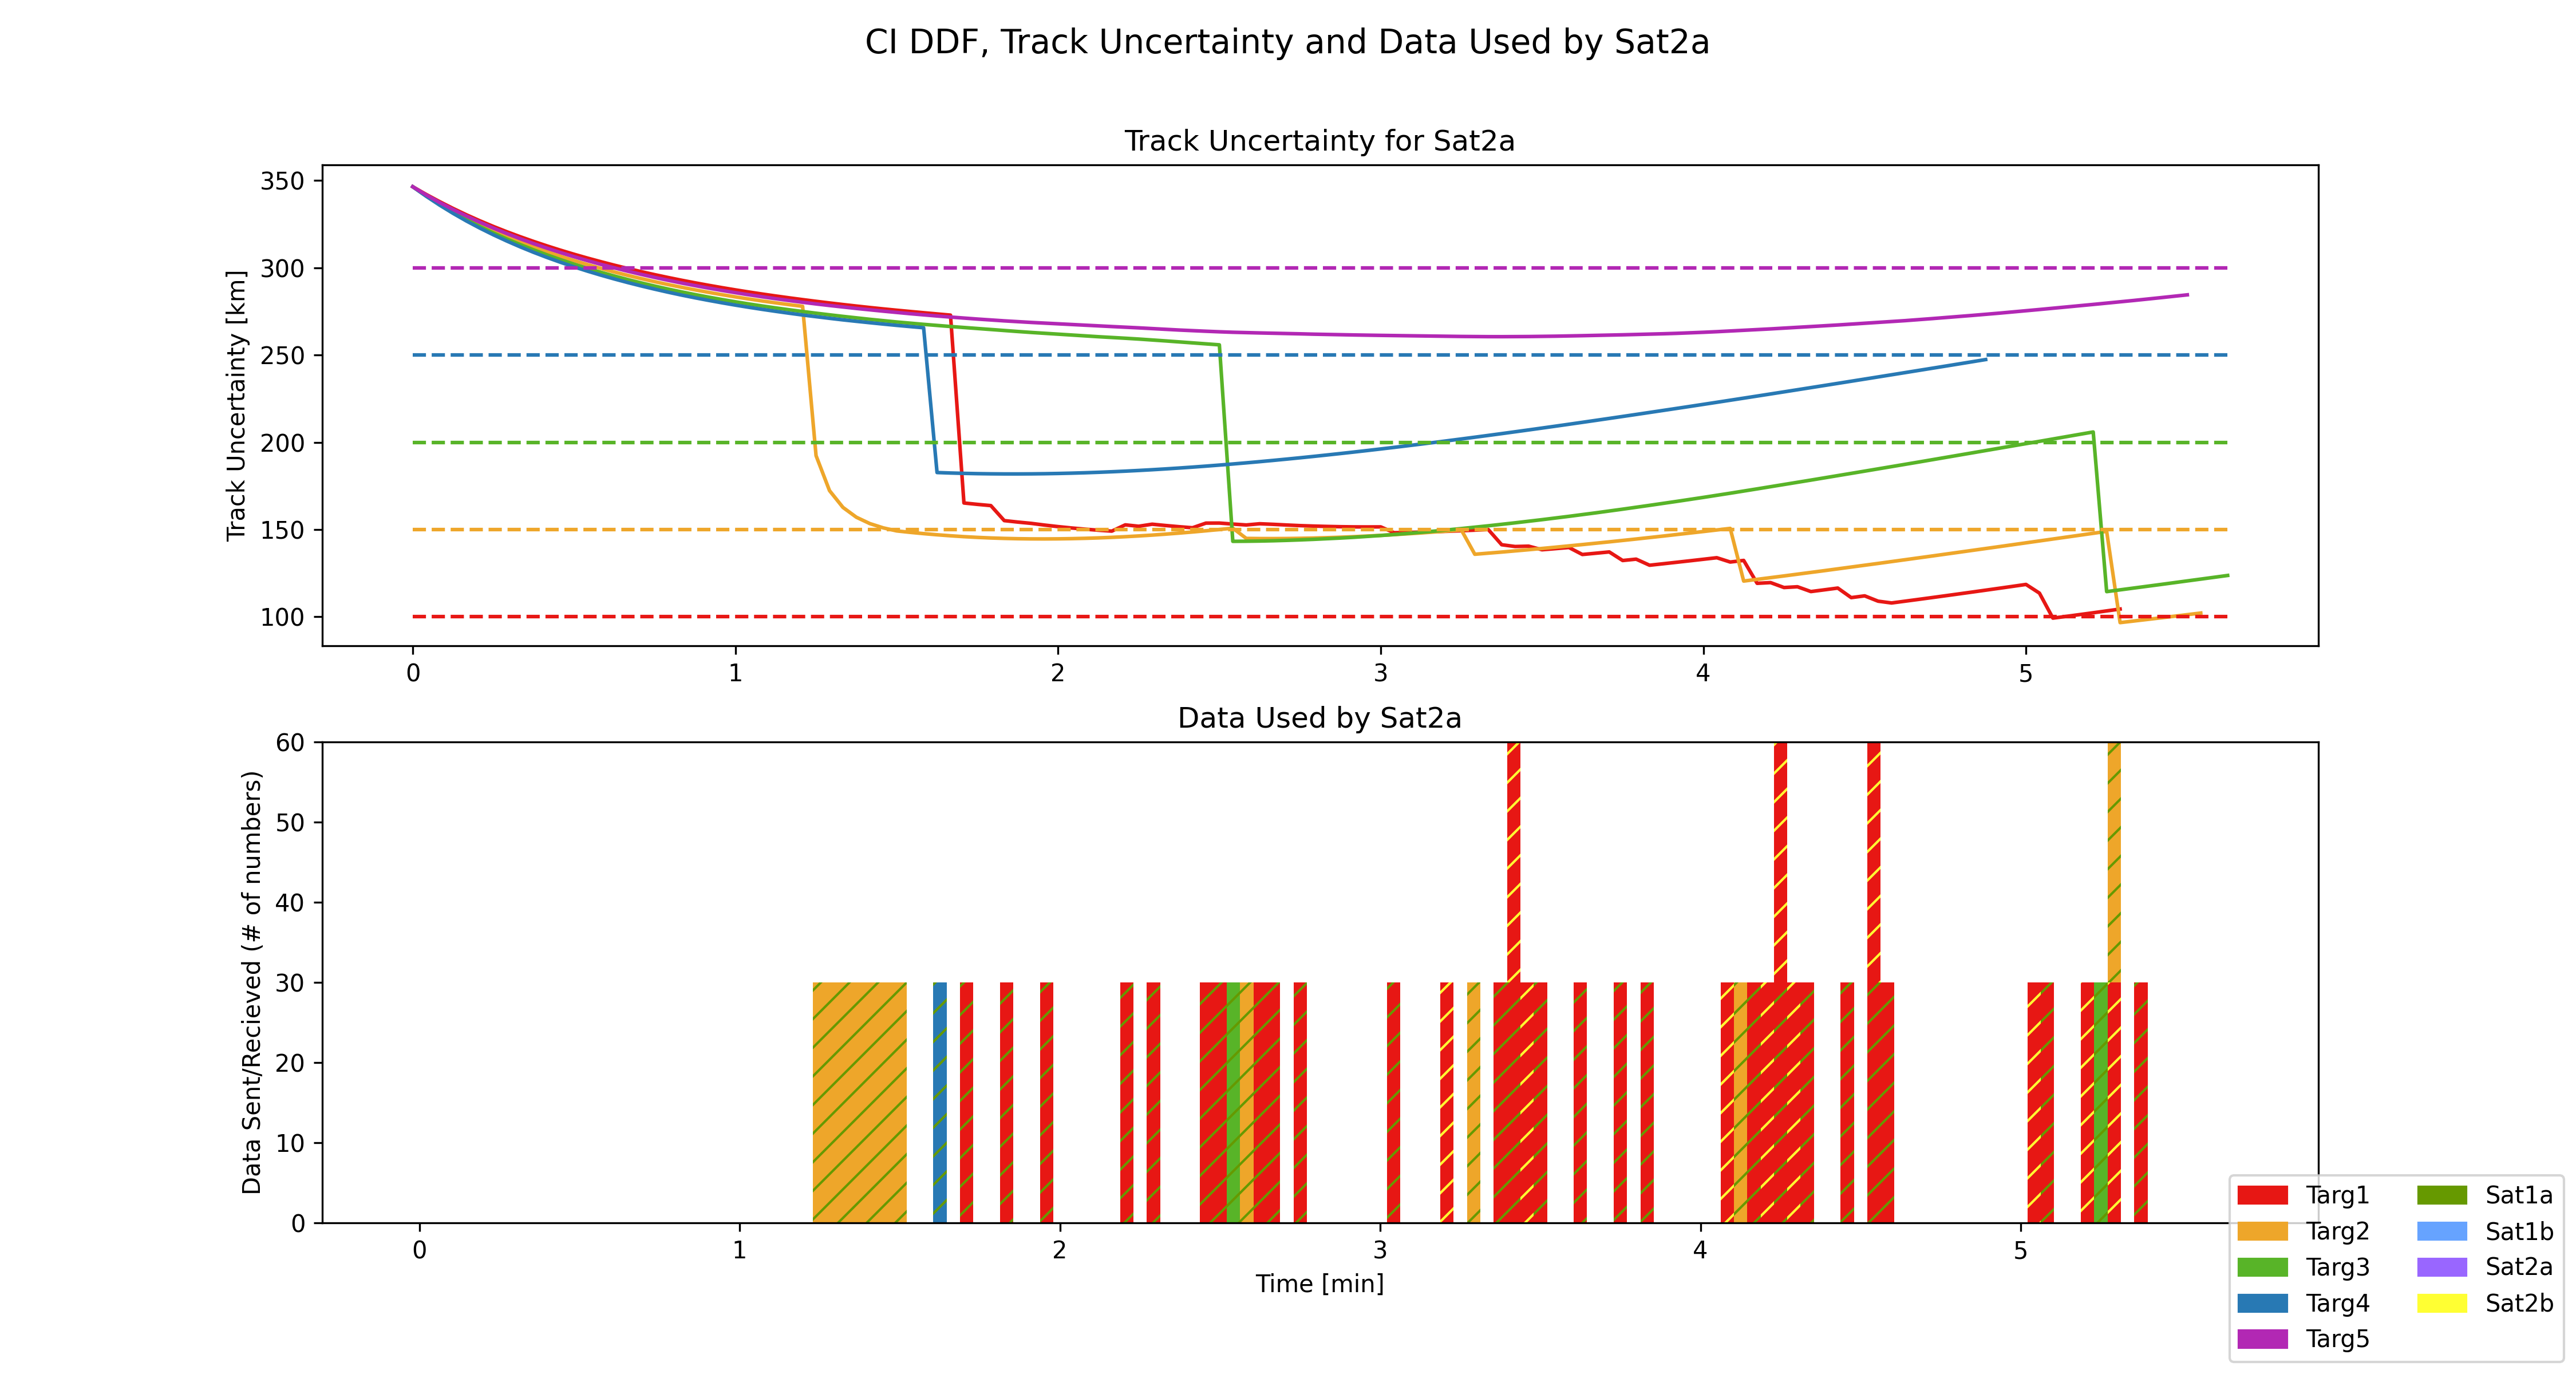 CI DDF, Track Uncertainty and Data Used by Sat2a
Track Uncertainty for Sat2a
Track Uncertainty [km]
350
300
250
200
150
100
0 1 2 3 4 5
Data Used by Sat2a
Data Sent/Recieved (# of numbers)
60
50
40
30
20
10
0
0 1 2 3 4 5
Time [min]
Targ1 Sat1a
Targ2 Sat1b
Targ3 Sat2a
Targ4 Sat2b
Targ5